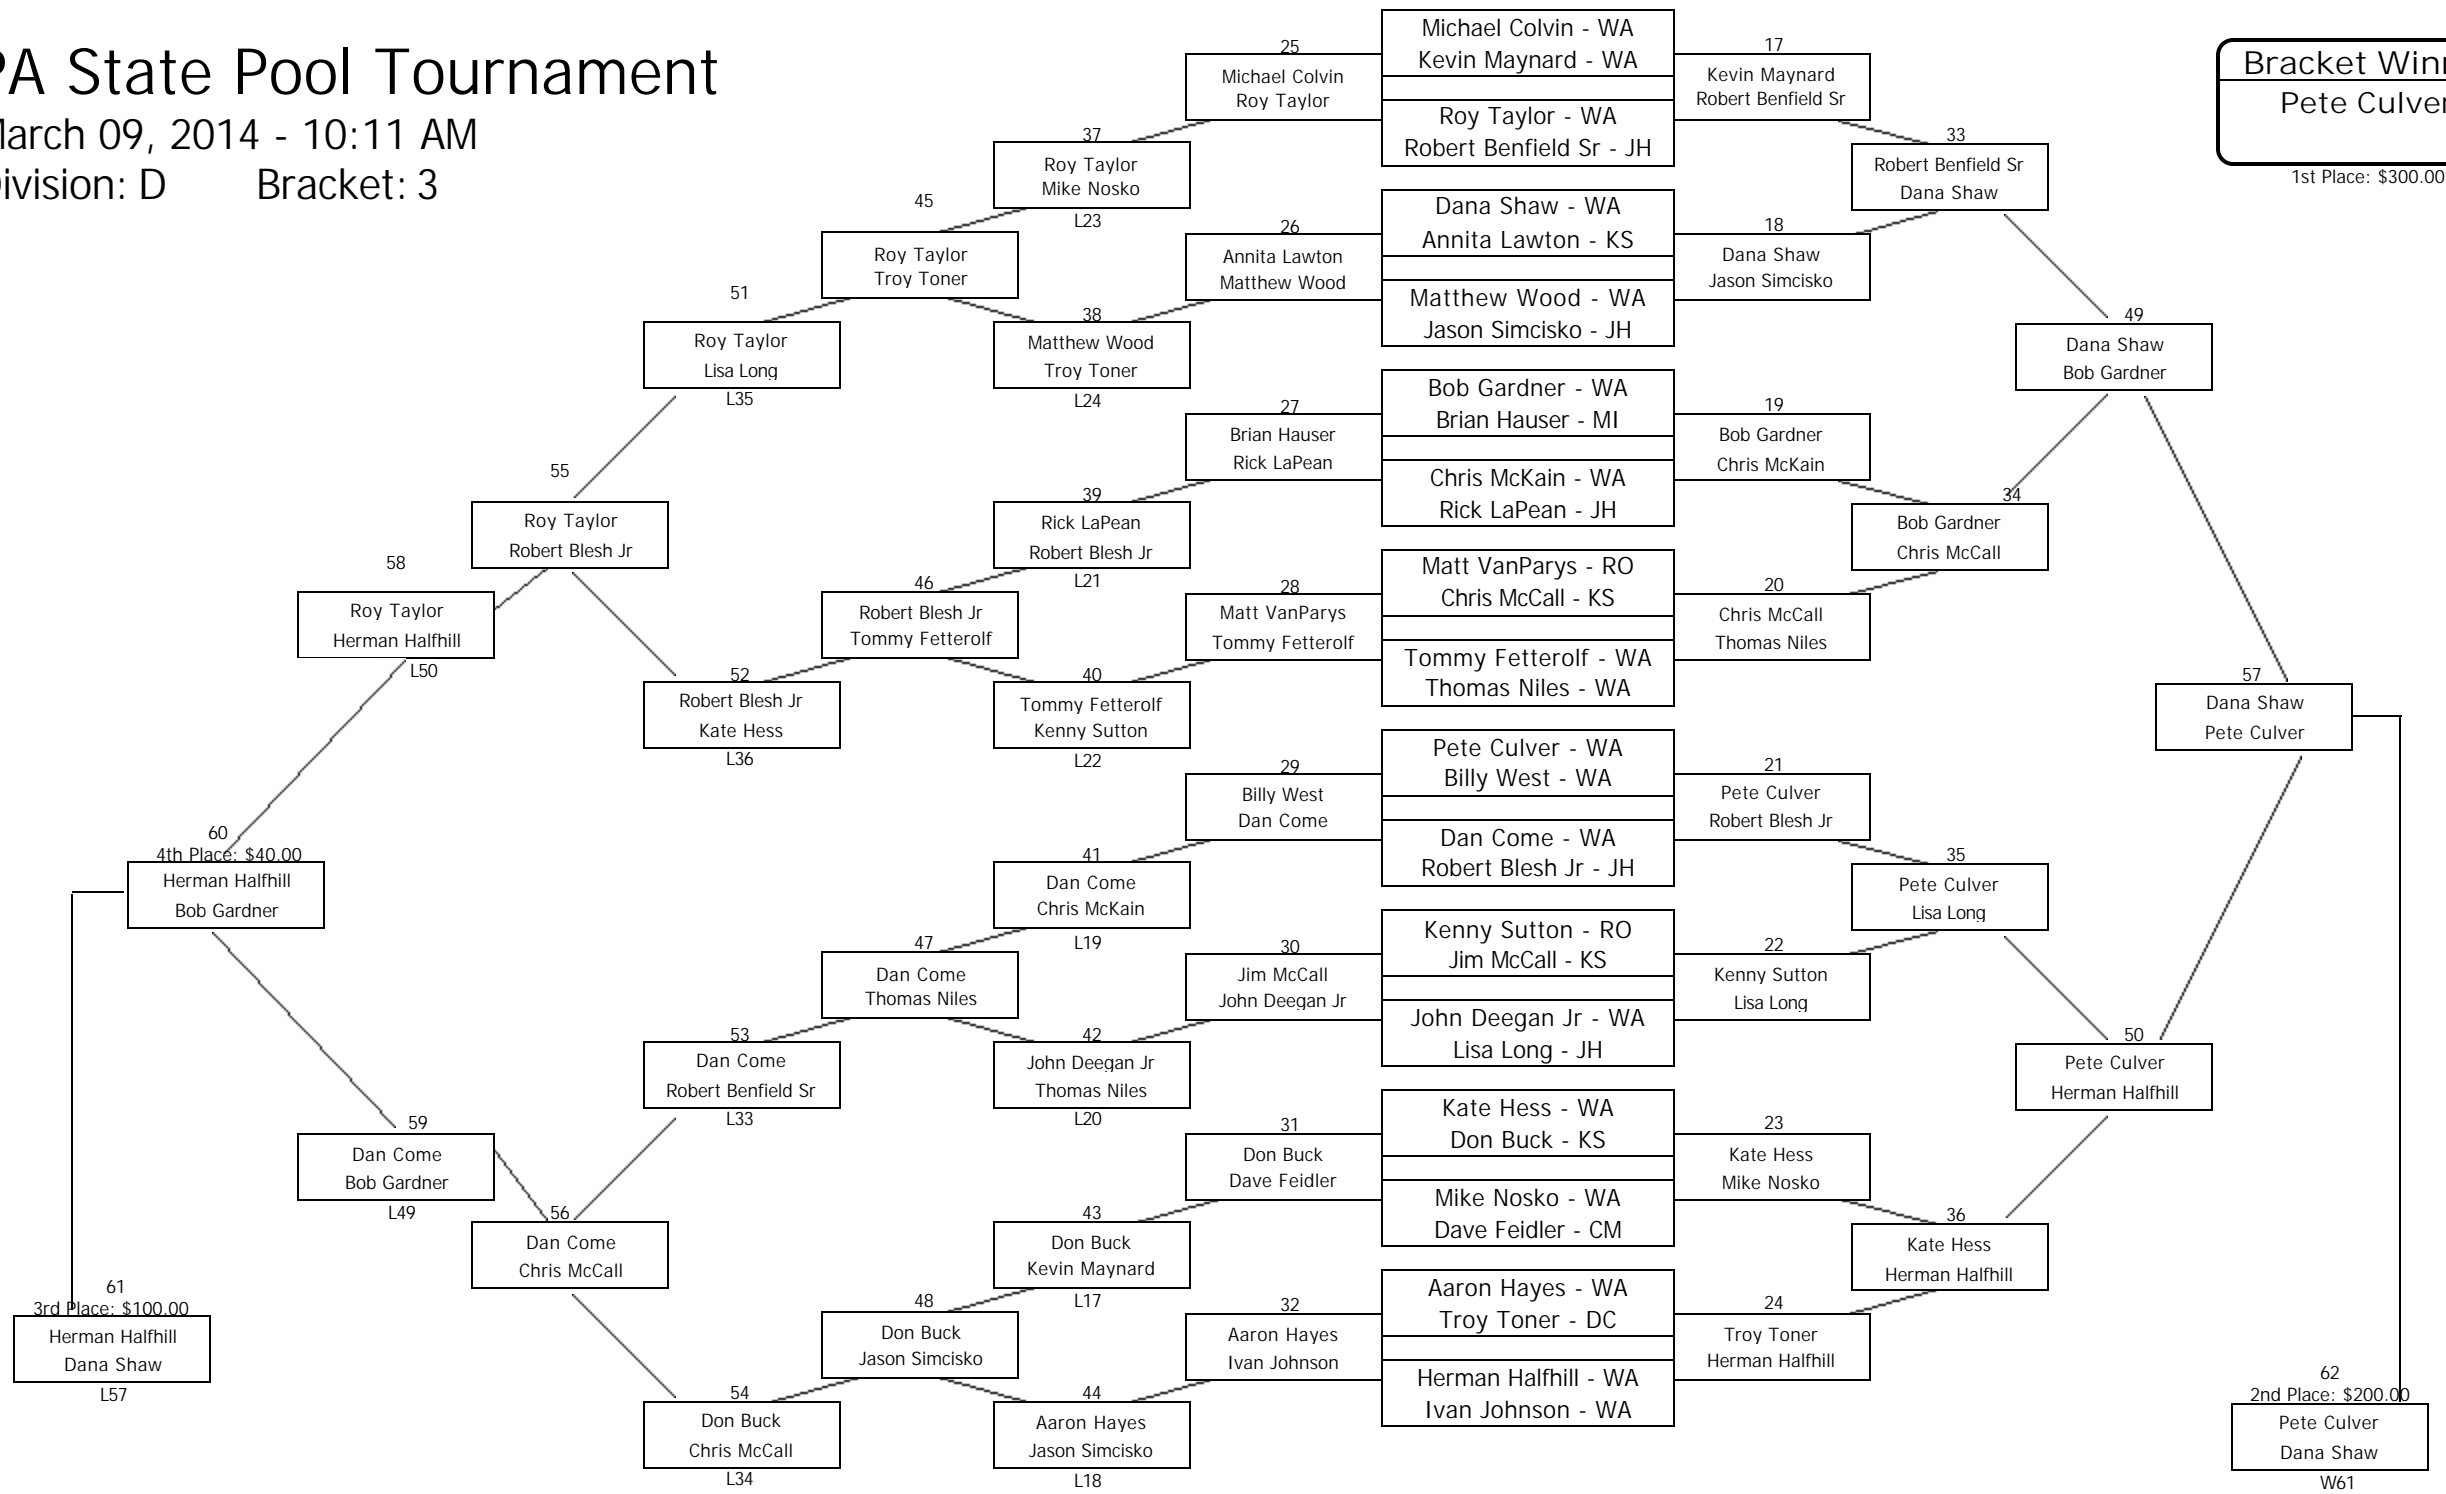 PA State Pool Tournament
March 09, 2014 - 10:11 AM
Division: D Bracket: 3
Bracket Winn
Pete Culver
1st Place: $300.00
58
Roy Taylor
Herman Halfhill
L50
60
4th Place: $40.00
Herman Halfhill
Bob Gardner
59
Dan Come
Bob Gardner
L49
61
3rd Place: $100.00
Herman Halfhill
Dana Shaw
L57
55
Roy Taylor
Robert Blesh Jr
56
Dan Come
Chris McCall
51
Roy Taylor
Lisa Long
L35
52
Robert Blesh Jr
Kate Hess
L36
53
Dan Come
Robert Benfield Sr
L33
54
Don Buck
Chris McCall
L34
45
Roy Taylor
Troy Toner
46
Robert Blesh Jr
Tommy Fetterolf
47
Dan Come
Thomas Niles
48
Don Buck
Jason Simcisko
37
Roy Taylor
Mike Nosko
L23
38
Matthew Wood
Troy Toner
L24
39
Rick LaPean
Robert Blesh Jr
L21
40
Tommy Fetterolf
Kenny Sutton
L22
41
Dan Come
Chris McKain
L19
42
John Deegan Jr
Thomas Niles
L20
43
Don Buck
Kevin Maynard
L17
44
Aaron Hayes
Jason Simcisko
L18
25
Michael Colvin
Roy Taylor
26
Annita Lawton
Matthew Wood
27
Brian Hauser
Rick LaPean
28
Matt VanParys
Tommy Fetterolf
29
Billy West
Dan Come
30
Jim McCall
John Deegan Jr
31
Don Buck
Dave Feidler
32
Aaron Hayes
Ivan Johnson
Michael Colvin - WA
Kevin Maynard - WA
Roy Taylor - WA
Robert Benfield Sr - JH
Dana Shaw - WA
Annita Lawton - KS
Matthew Wood - WA
Jason Simcisko - JH
Bob Gardner - WA
Brian Hauser - MI
Chris McKain - WA
Rick LaPean - JH
Matt VanParys - RO
Chris McCall - KS
Tommy Fetterolf - WA
Thomas Niles - WA
Pete Culver - WA
Billy West - WA
Dan Come - WA
Robert Blesh Jr - JH
Kenny Sutton - RO
Jim McCall - KS
John Deegan Jr - WA
Lisa Long - JH
Kate Hess - WA
Don Buck - KS
Mike Nosko - WA
Dave Feidler - CM
Aaron Hayes - WA
Troy Toner - DC
Herman Halfhill - WA
Ivan Johnson - WA
17
Kevin Maynard
Robert Benfield Sr
18
Dana Shaw
Jason Simcisko
19
Bob Gardner
Chris McKain
20
Chris McCall
Thomas Niles
21
Pete Culver
Robert Blesh Jr
22
Kenny Sutton
Lisa Long
23
Kate Hess
Mike Nosko
24
Troy Toner
Herman Halfhill
33
Robert Benfield Sr
Dana Shaw
34
Bob Gardner
Chris McCall
35
Pete Culver
Lisa Long
36
Kate Hess
Herman Halfhill
49
Dana Shaw
Bob Gardner
50
Pete Culver
Herman Halfhill
57
Dana Shaw
Pete Culver
62
2nd Place: $200.00
Pete Culver
Dana Shaw
W61